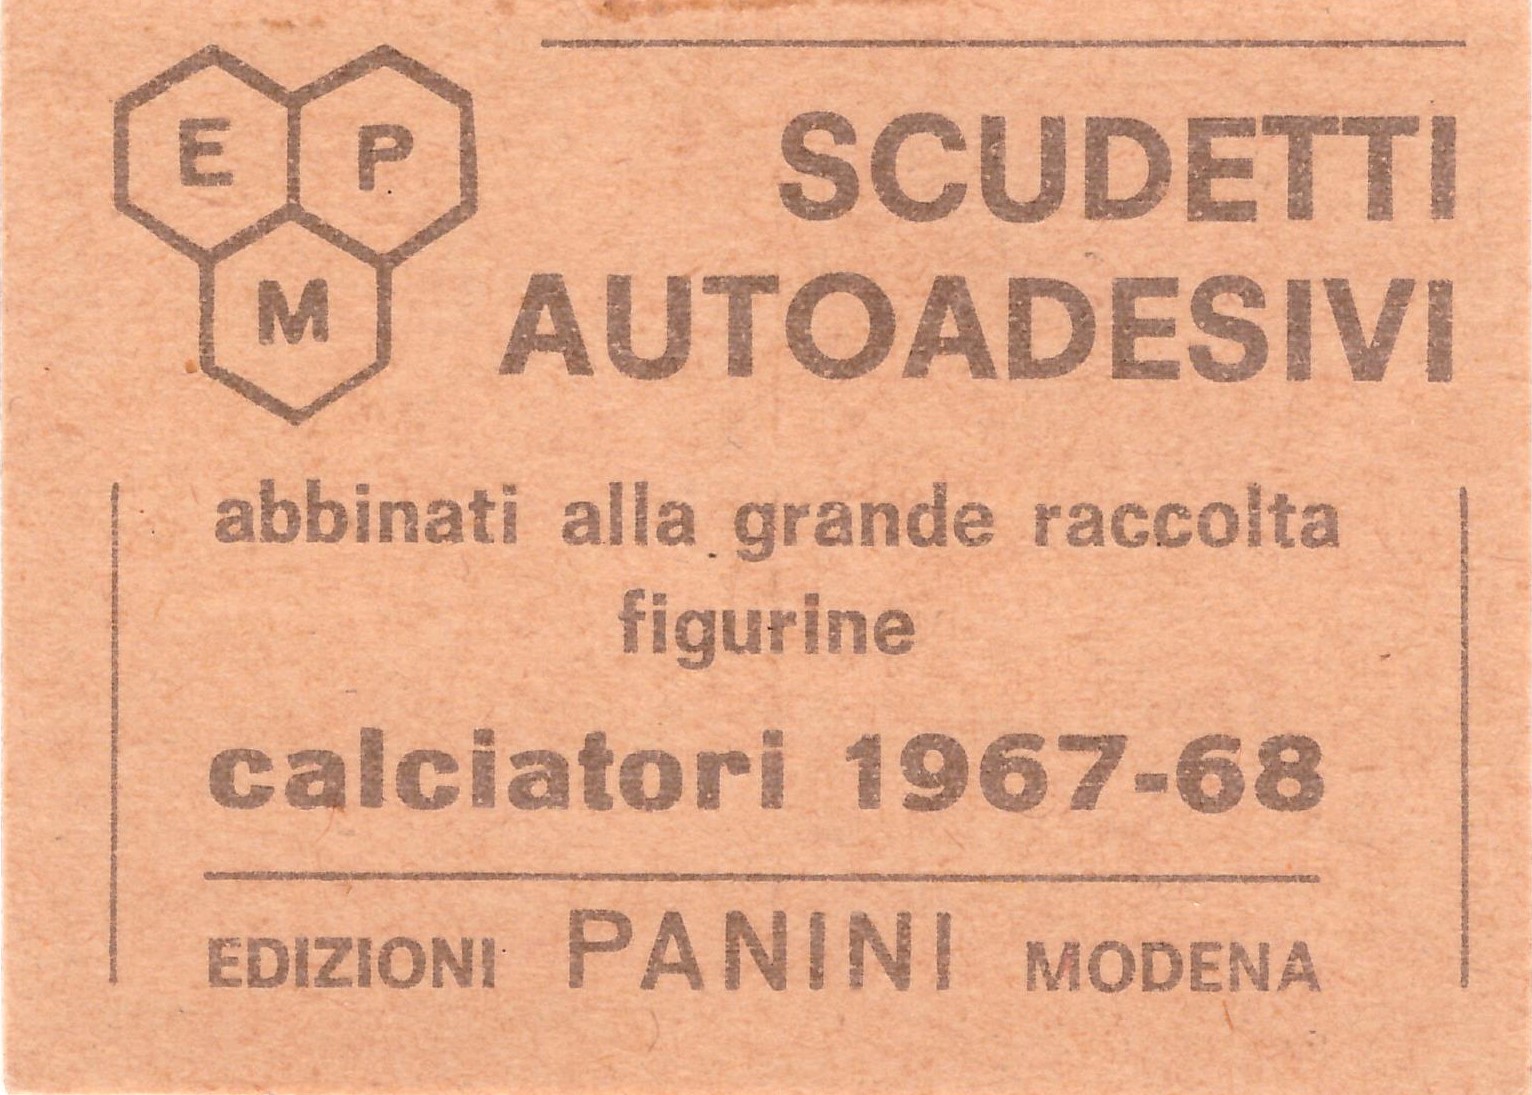 E P
M
SCUDETTI
AUTOADESIVI
abbinati alla grande raccolta
figurine
calciatori 1967-68
EDIZIONI PANINI MODENA